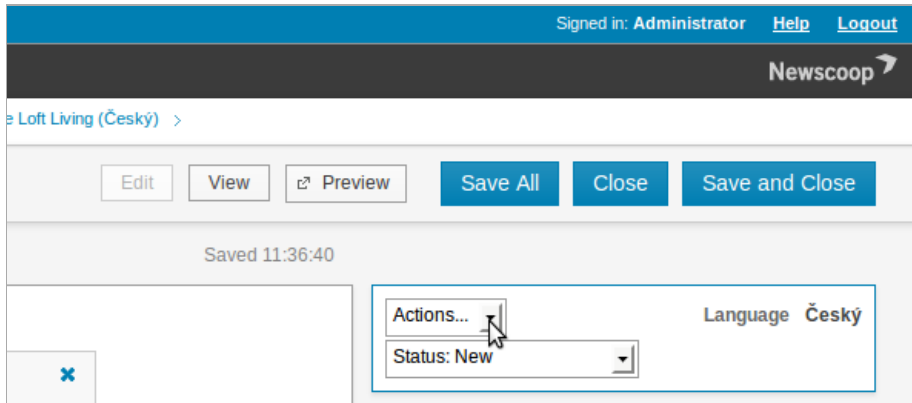 Signed in: Administrator Help Logout
Newscoop
e Loft Living (Český) >
Edit View Preview Save All Close Save and Close
Saved 11:36:40
Actions... Language Český
Status: New